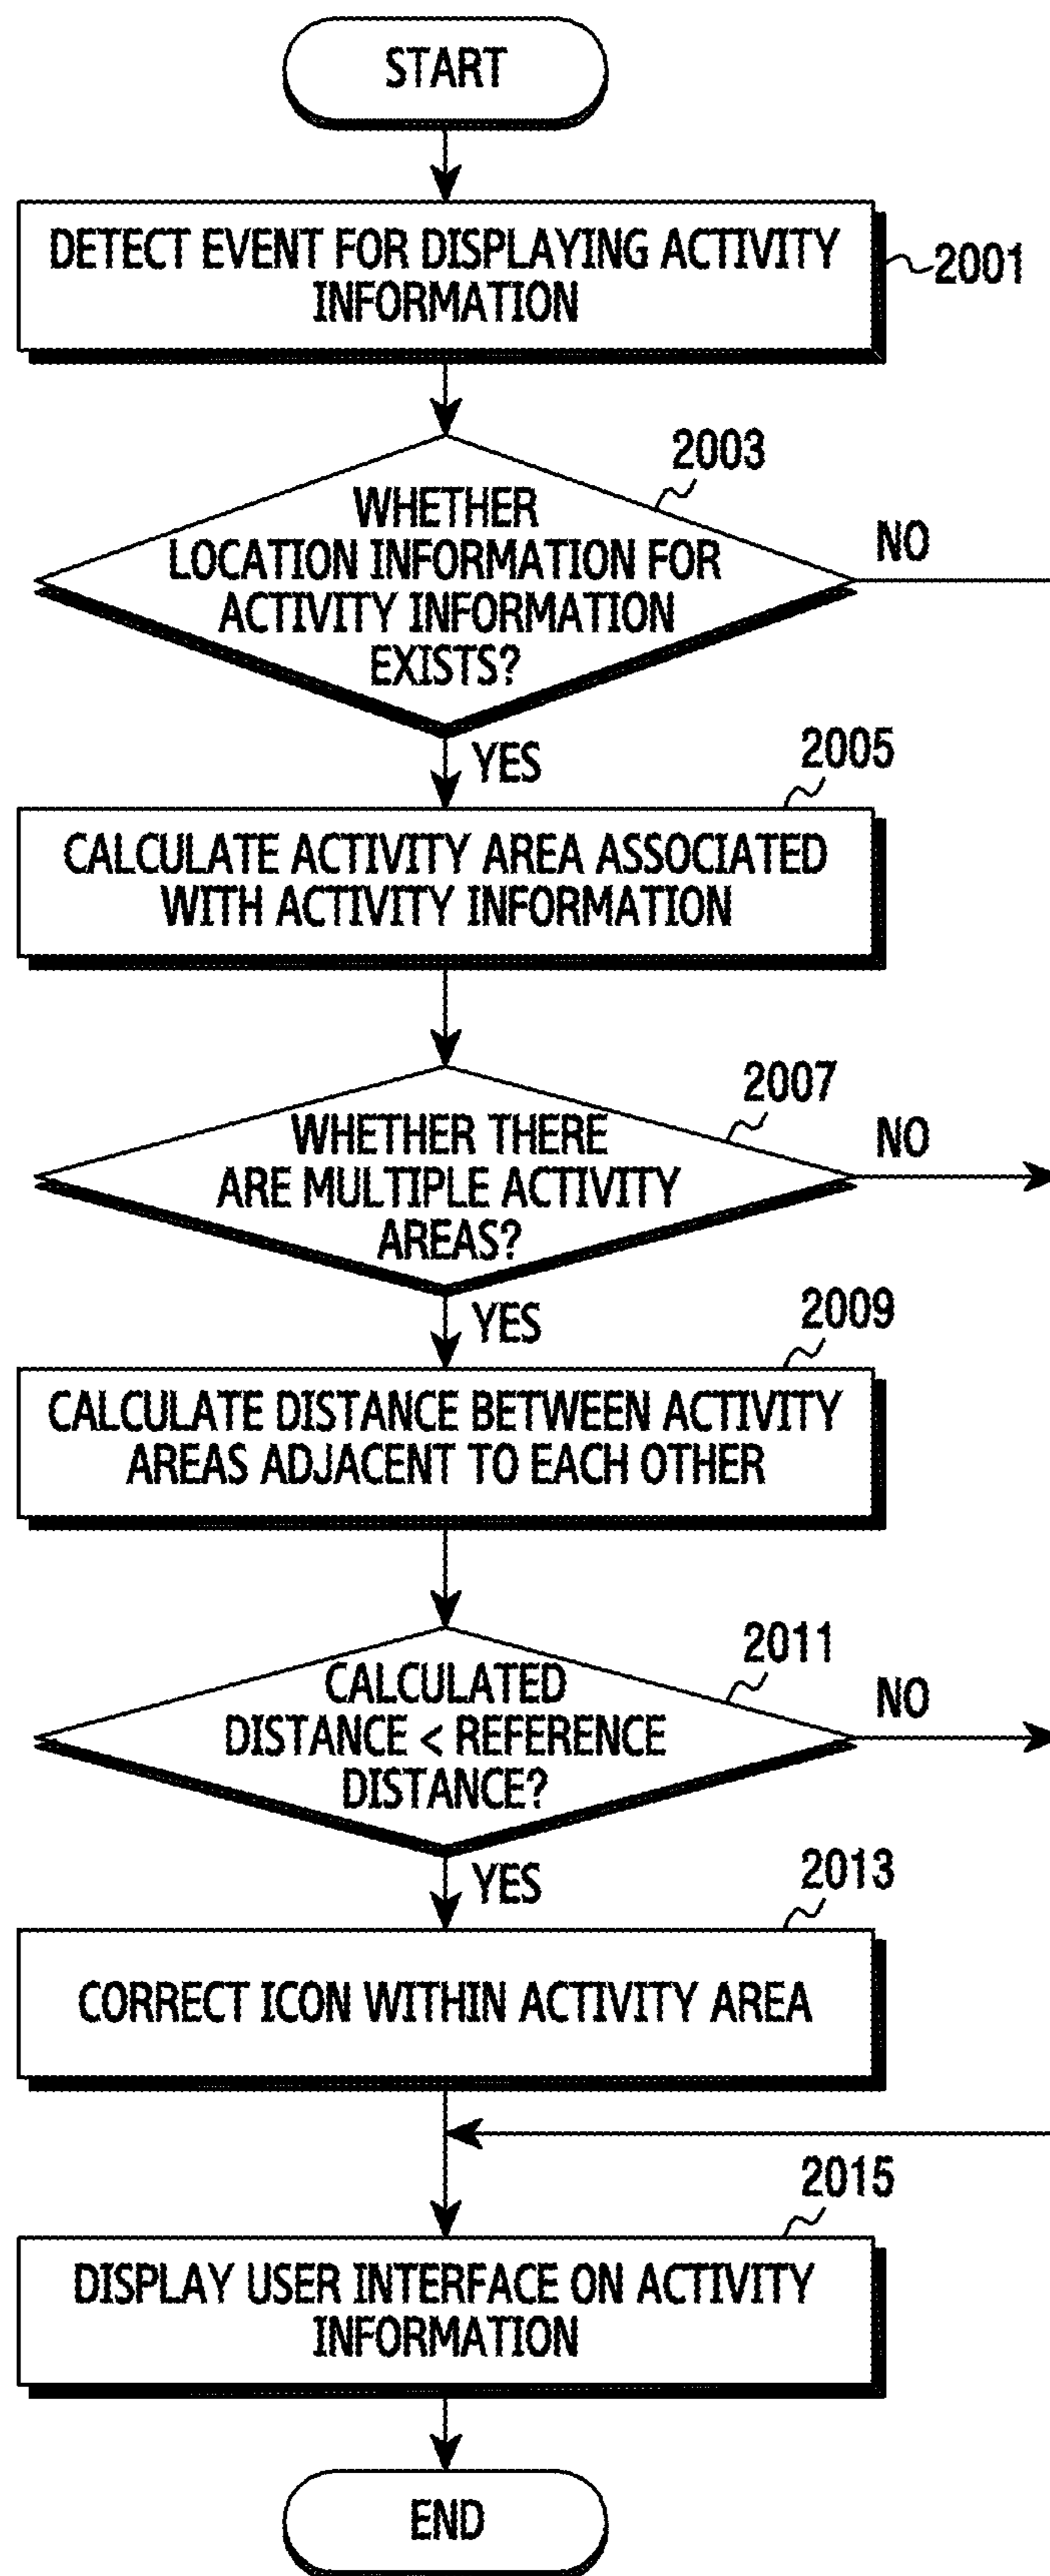 START
DETECT EVENT FOR DISPLAYING ACTIVITY
INFORMATION
2001
2003
WHETHER
LOCATION INFORMATION FOR
ACTIVITY INFORMATION
EXISTS?
NO
YES
2005
CALCULATE ACTIVITY AREA ASSOCIATED
WITH ACTIVITY INFORMATION
2007
WHETHER THERE
ARE MULTIPLE ACTIVITY
AREAS?
NO
YES
2009
CALCULATE DISTANCE BETWEEN ACTIVITY
AREAS ADJACENT TO EACH OTHER
2011
CALCULATED
DISTANCE < REFERENCE
DISTANCE?
NO
YES
2013
CORRECT ICON WITHIN ACTIVITY AREA
2015
DISPLAY USER INTERFACE ON ACTIVITY
INFORMATION
END